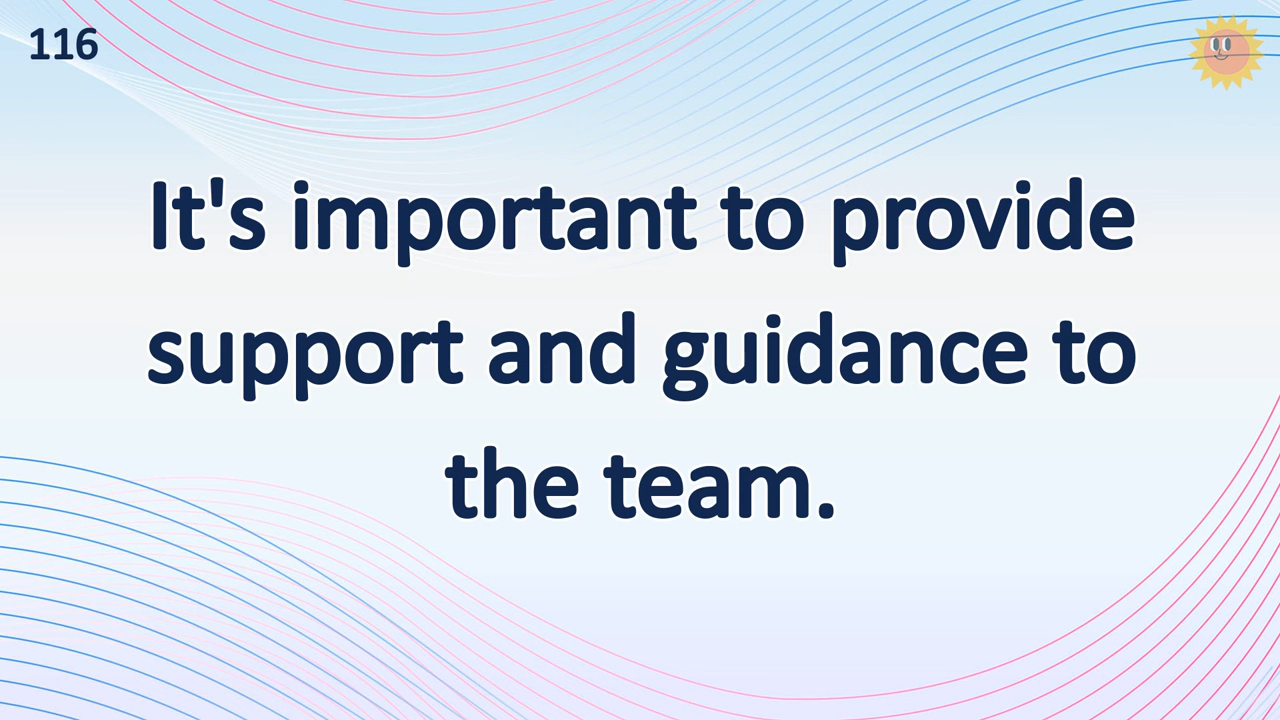 116
It's important to provide
support and guidance to
the team.